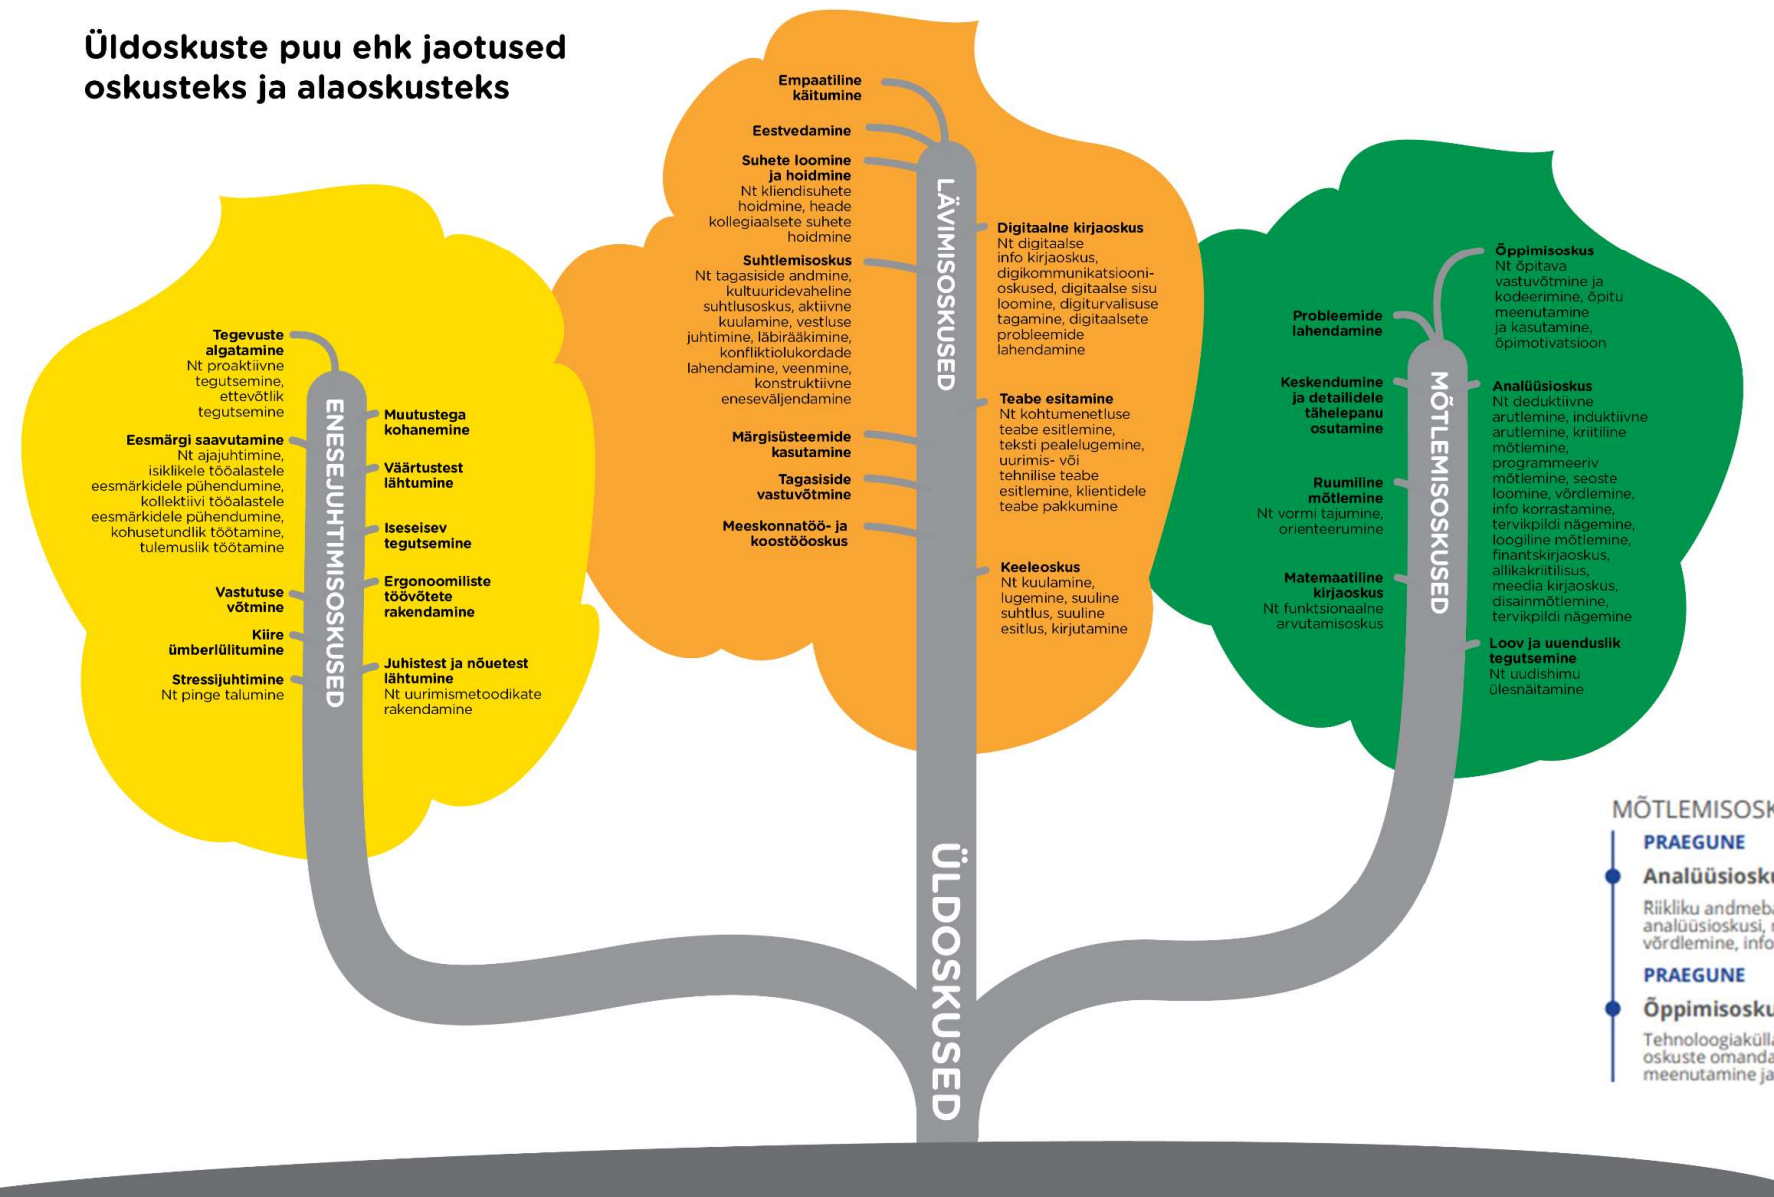 Üldoskuste puu ehk jaotused
oskusteks ja alaoskusteks
Tegevuste
algatamine
Nt proaktiivne
tegutsemine,
ettevõtlik
tegutsemine
Eesmärgi saavutamine
Nt ajajuhtimine,
isiklikele tööalastele
eesmärkidele pühendumine,
kollektiivi tööalastele
eesmärkidele pühendumine,
kohusetundlik töötamine,
tulemuslik töötamine
Vastutuse
võtmine
Kiire
ümberlülitumine
Stressijuhtimine
Nt pinge talumine
ENESEJUHTIMISOSKUSED
Muutustega
kohanemine
Väärtustest
lähtumine
Iseseisev
tegutsemine
Ergonoomiliste
töövõtete
rakendamine
Juhistest ja nõuetest
lähtumine
Nt uurimismetoodikate
rakendamine
Empaatiline
käitumine
Eestvedamine
Suhete loomine
ja hoidmine
Nt kliendisuhete
hoidmine, heade
kollegiaalsete suhete
hoidmine
Suhtlemisoskus
Nt tagasiside andmine,
kultuuridevaheline
suhtlusoskus, aktiivne
kuulamine, vestluse
juhtimine, läbirääkimine,
konfliktiolukordade
lahendamine, veenmine,
konstruktiivne
eneseväljendamine
Märgisüsteemide
kasutamine
Tagasiside
vastuvõtmine
Meeskonnatöö- ja
koostööoskus
LÄVIMISOSKUSED
Digitaalne kirjaoskus
Nt digitaalse
info kirjaoskus,
digikommunikatsiooni-
oskused, digitaalse sisu
loomine, digiturvalisuse
tagamine, digitaalsete
probleemide
lahendamine
Teabe esitamine
Nt kohtumenetluse
teabe esitlemine,
teksti pealelugemine,
uurimis- või
tehnilise teabe
esitlemine, klientidele
teabe pakkumine
Keeleoskus
Nt kuulamine,
lugemine, suuline
suhtlus, suuline
esitlus, kirjutamine
Probleemide
lahendamine
Keskendumine
ja detailidele
tähelepanu
osutamine
Ruumiline
mõtlemine
Nt vormi tajumine,
orienteerumine
Matemaatiline
kirjaoskus
Nt funktsionaalne
arvutamisoskus
MÕTLEMISOSKUSED
Õppimisoskus
Nt õpitava
vastuvõtmine ja
kodeerimine, õpitu
meenutamine
ja kasutamine,
õpimotivatsioon
Analüüsioskus
Nt deduktiivne
arutlemine, induktiivne
arutlemine, kriitiline
mõtlemine,
programmeeriv
mõtlemine, seoste
loomine, võrdlemine,
info korrastamine,
tervikpildi nägemine,
loogiline mõtlemine,
finantskirjaoskus,
allikakriitilisus,
meedia kirjaoskus,
disainmõtlemine,
tervikpildi nägemine
Loov ja uuenduslik
tegutsemine
Nt uudishimu
ülesnäitamine
ÜLDOSKUSED
PRAEGUNE
Riikliku
analüüsioskusi,
võrdlemine, info
PRAEGUNE
oskuste
meenutamine ja